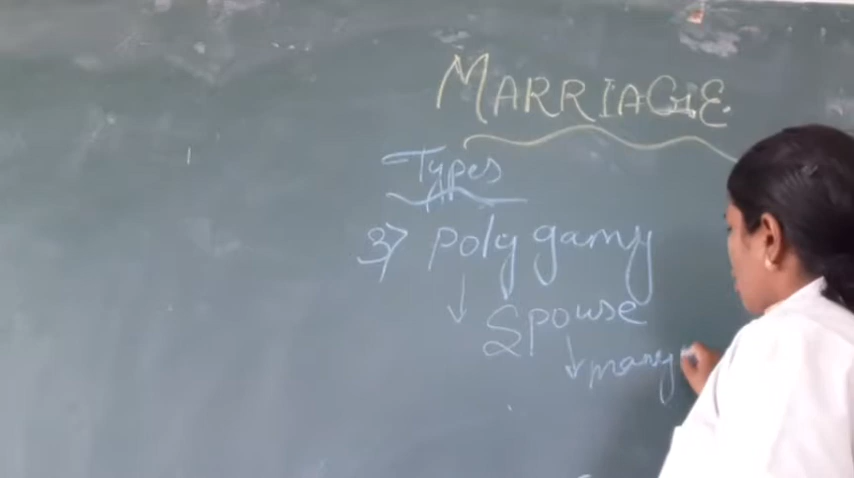 MARRIAGE
Types
3) Polygamy
↓ Spouse
↓ many